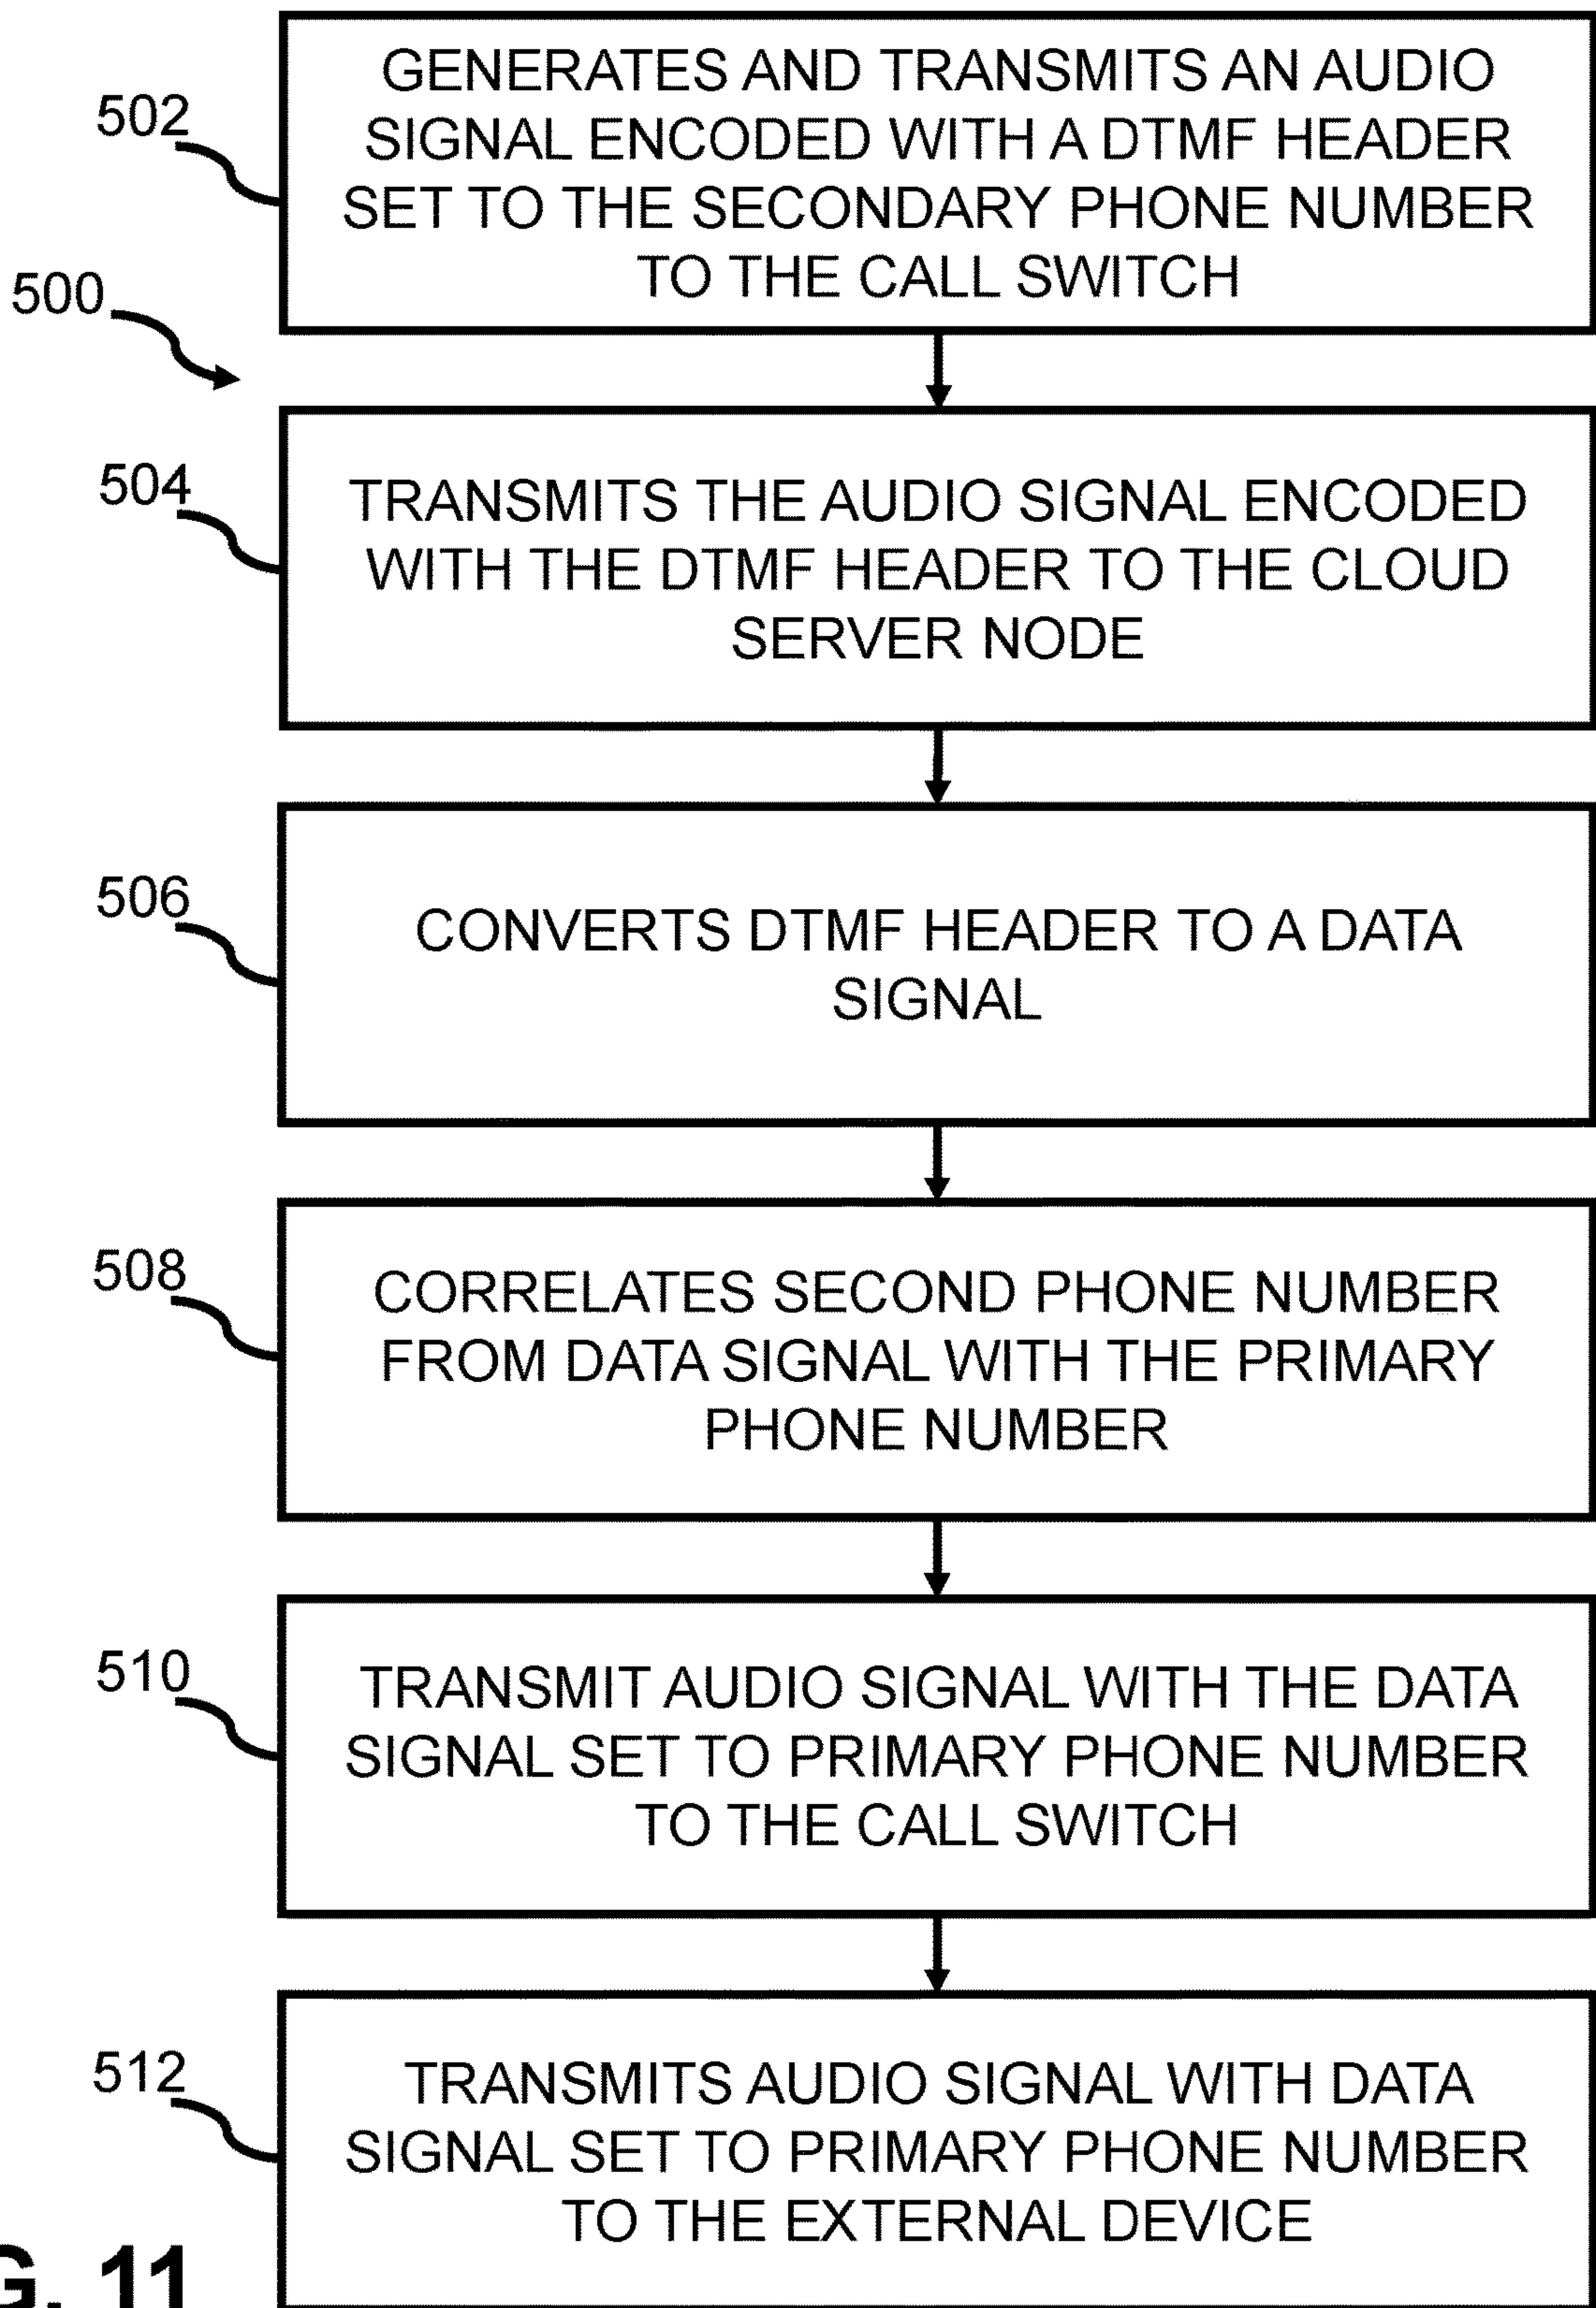 502
GENERATES AND TRANSMITS AN AUDIO
SIGNAL ENCODED WITH A DTMF HEADER
SET TO THE SECONDARY PHONE NUMBER
TO THE CALL SWITCH
500
504
TRANSMITS THE AUDIO SIGNAL ENCODED
WITH THE DTMF HEADER TO THE CLOUD
SERVER NODE
506
CONVERTS DTMF HEADER TO A DATA
SIGNAL
508
CORRELATES SECOND PHONE NUMBER
FROM DATA SIGNAL WITH THE PRIMARY
PHONE NUMBER
510
TRANSMIT AUDIO SIGNAL WITH THE DATA
SIGNAL SET TO PRIMARY PHONE NUMBER
TO THE CALL SWITCH
512
TRANSMITS AUDIO SIGNAL WITH DATA
SIGNAL SET TO PRIMARY PHONE NUMBER
TO THE EXTERNAL DEVICE
G. 11